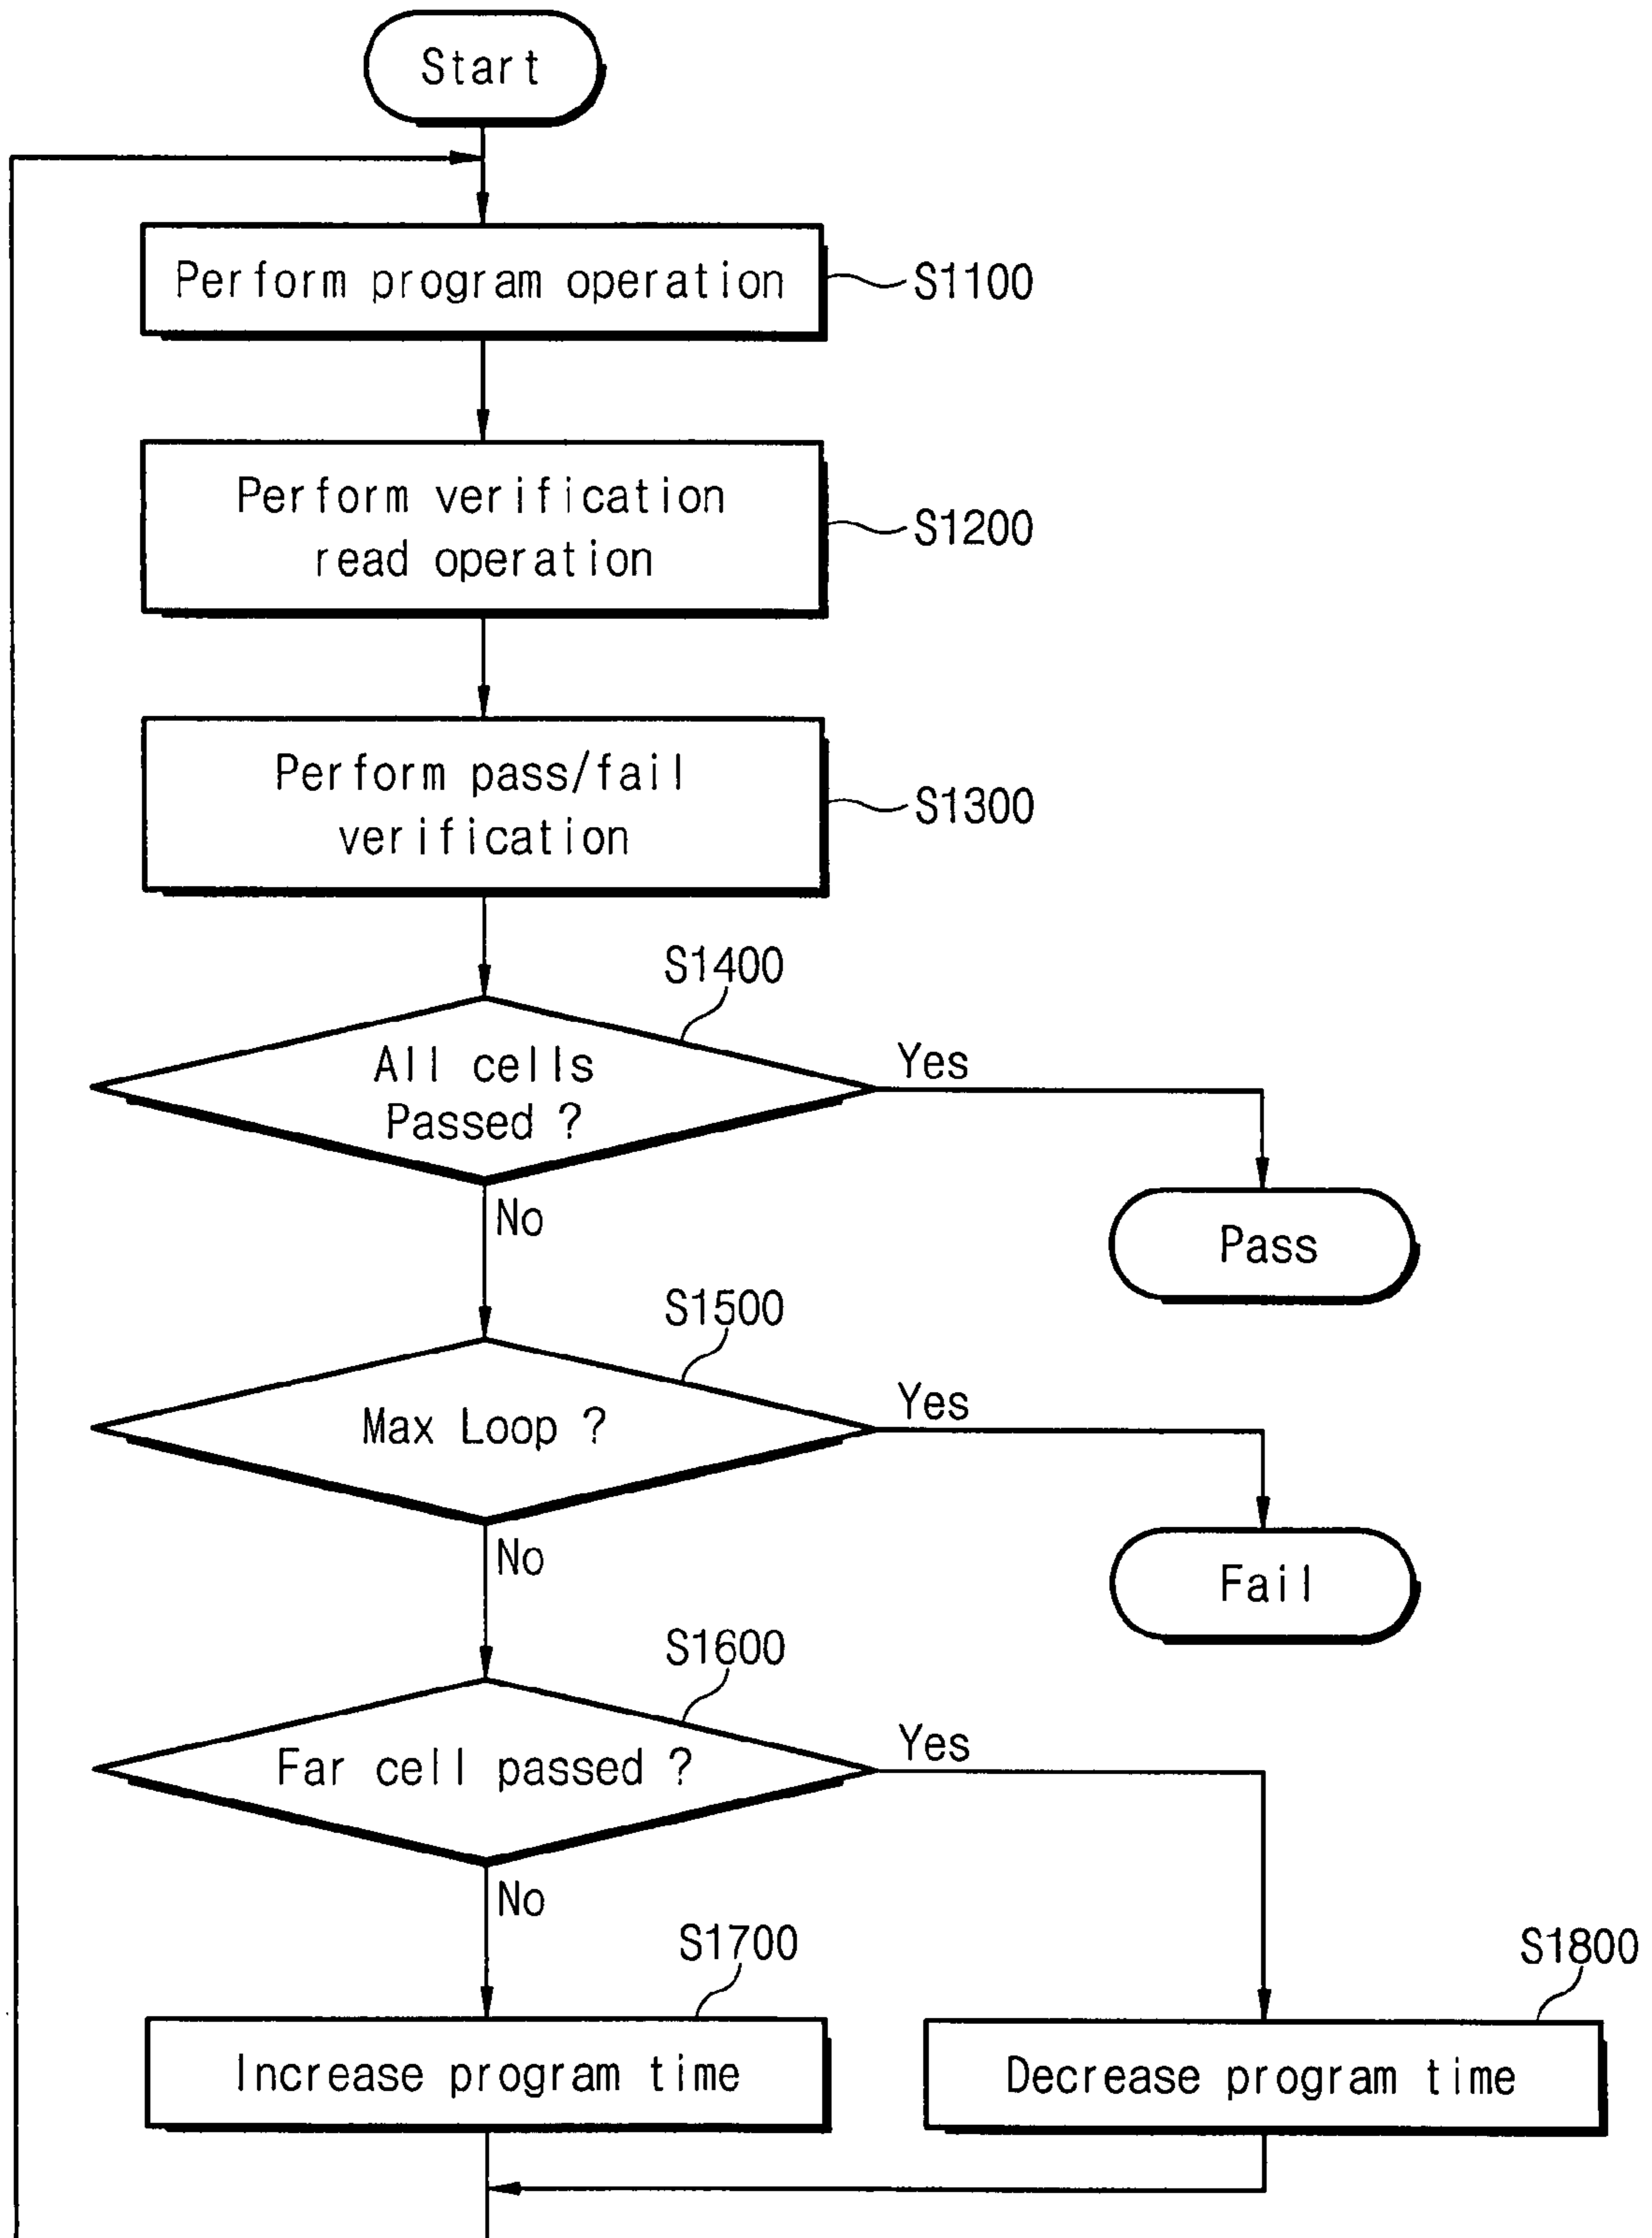 Start
Perform program operation
S1100
Perform verification
read operation
S1200
Perform pass/fail
verification
S1300
S1400
All cells
Passed ?
Yes
No
Pass
S1500
Max Loop ?
Yes
No
Fail
S1600
Far cell passed ?
Yes
No
S1700
S1800
Increase program time
Decrease program time